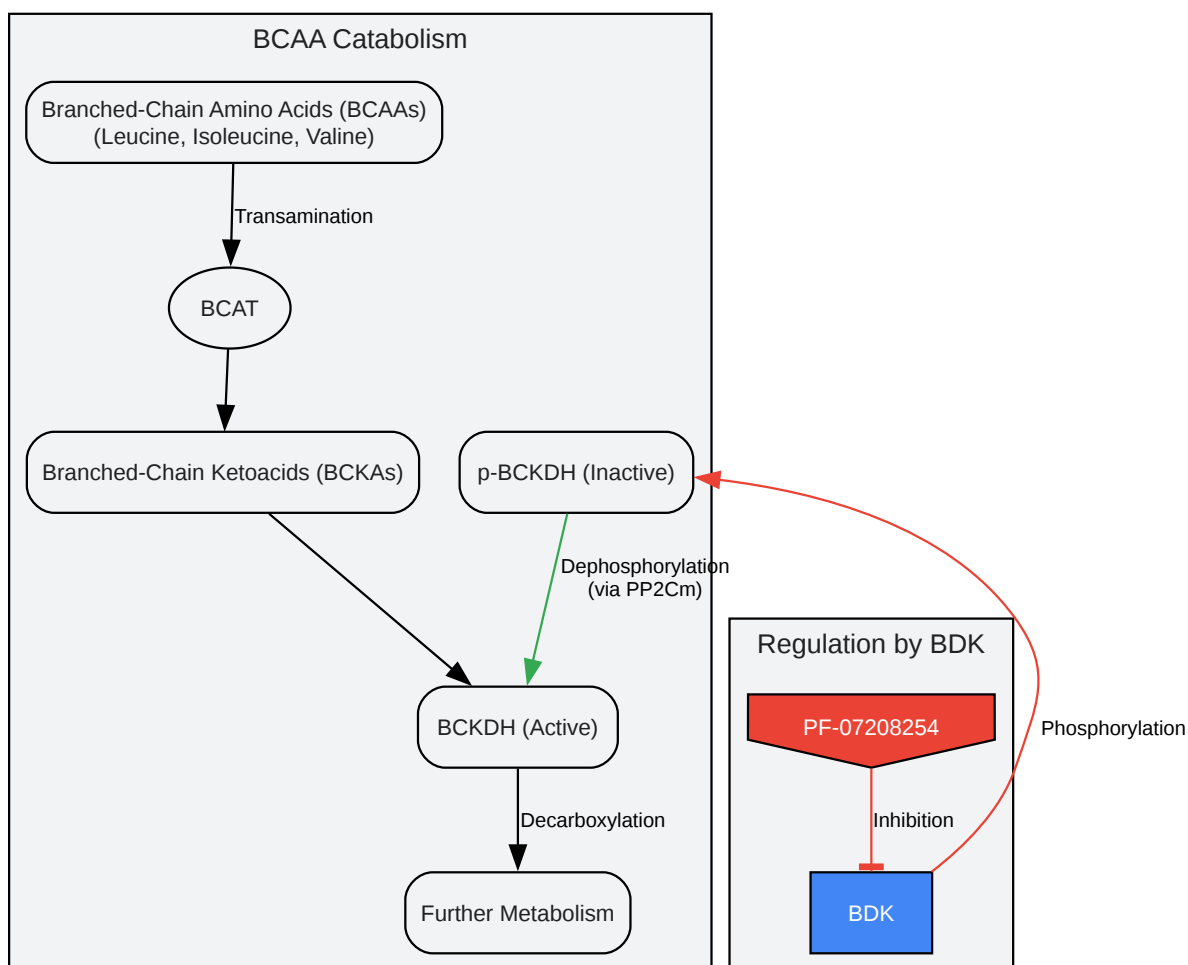 BCAA Catabolism
Branched-Chain Amino Acids (BCAAs)
(Leucine, Isoleucine, Valine)
Transamination
BCAT
Branched-Chain Ketoacids (BCKAs)
p-BCKDH (Inactive)
Dephosphorylation
(via PP2Cm)
BCKDH (Active)
Decarboxylation
Further Metabolism
Regulation by BDK
PF-07208254
Phosphorylation
Inhibition
BDK